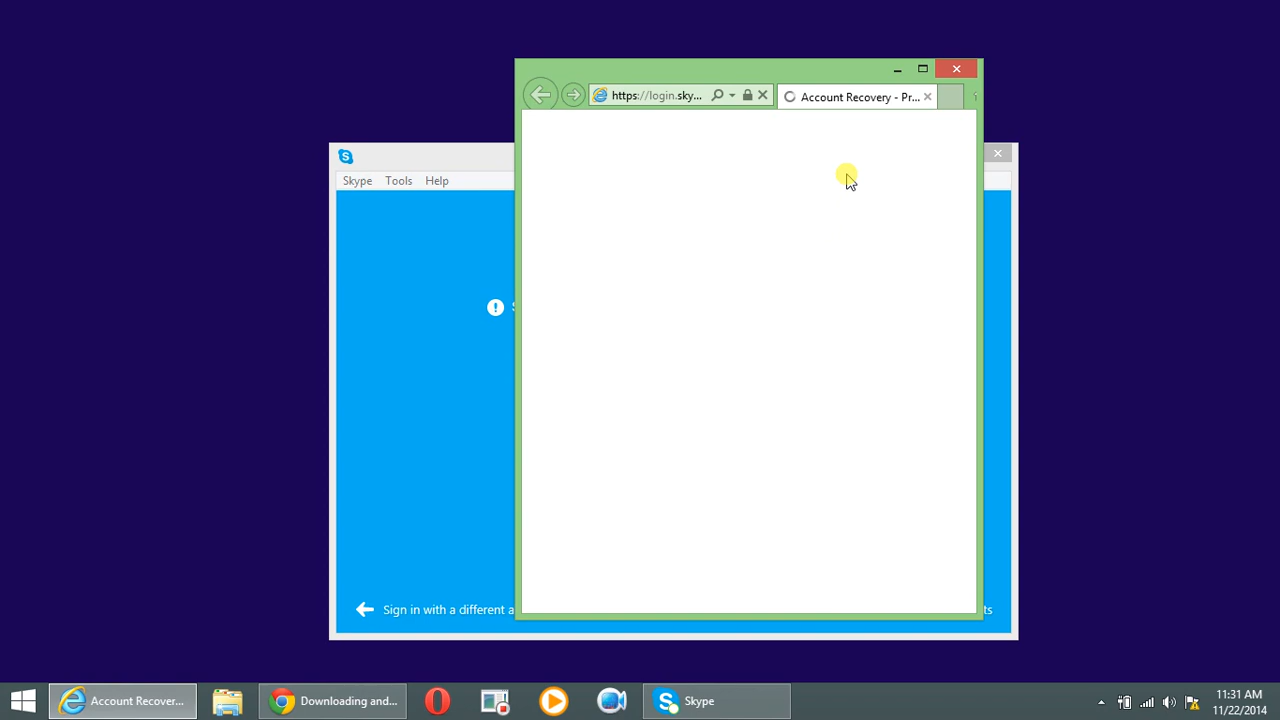 https://login.sky...
Account Recovery - Pr...
Skype Tools Help
Sign in with a different a
ts
Account Recover...
Downloading and...
Skype
11:31 AM
11/22/2014